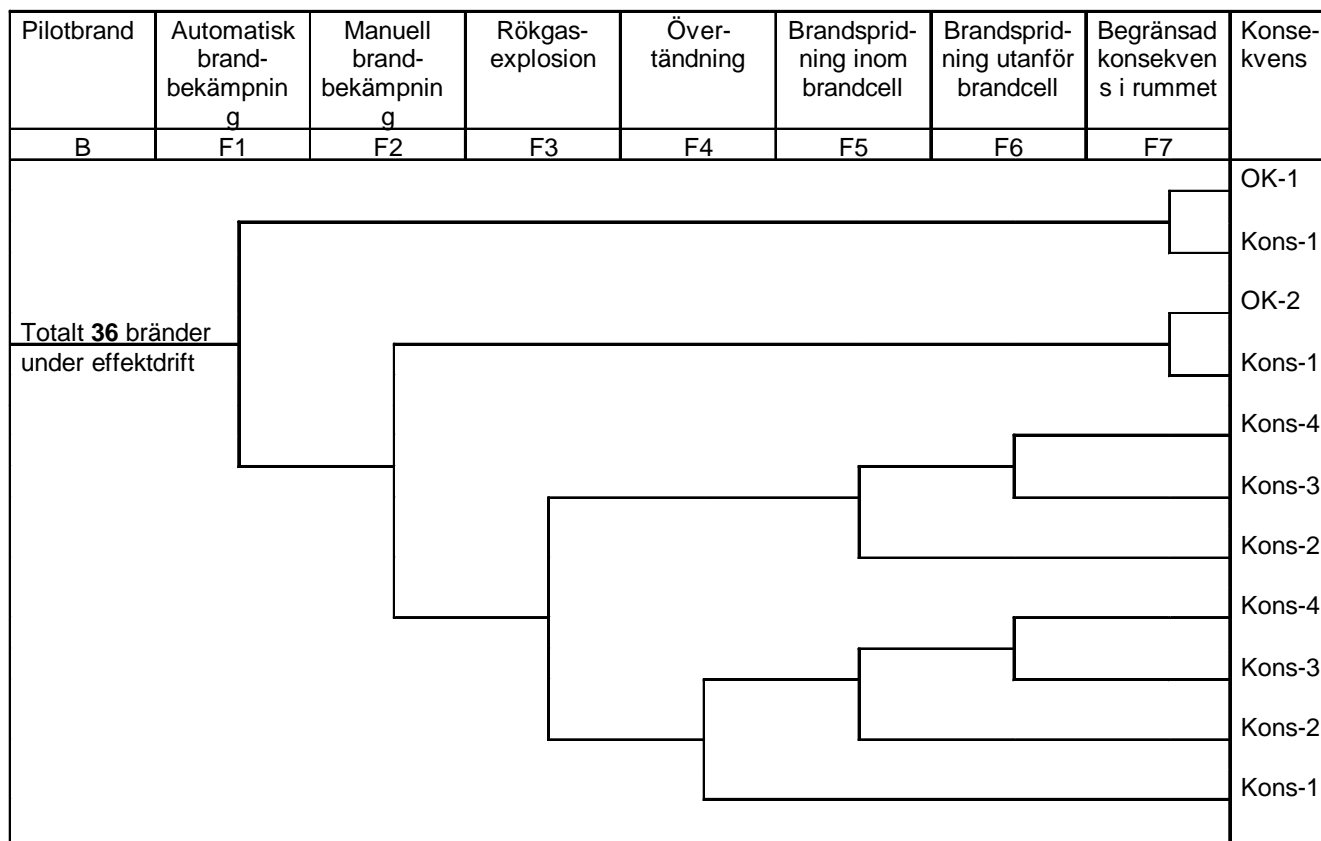 Pilotbrand
Automatisk
brand-
bekämpnin
g
Manuell
brand-
bekämpnin
g
Rökgas-
explosion
Över-
tändning
Brandsprid-
ning inom
brandcell
Brandsprid-
ning utanför
brandcell
Begränsad
konsekven
s i rummet
Konse-
kvens
B
F1
F2
F3
F4
F5
F6
F7
OK-1
Kons-1
OK-2
Totalt 36 bränder
under effektdrift
Kons-1
Kons-4
Kons-3
Kons-2
Kons-4
Kons-3
Kons-2
Kons-1